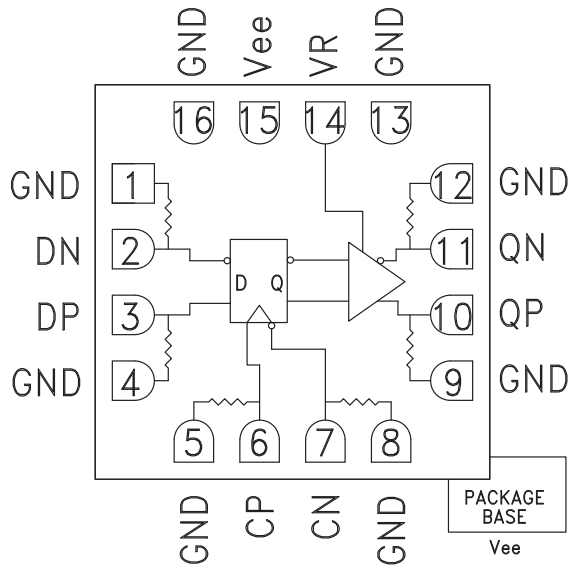 GND Vee VR GND
16 15 14 13
GND 1 12 GND
DN 2 11 QN
D Q
DP 3 10 QP
GND 4 9 GND
5 6 7 8
GND CP CN GND
PACKAGE
BASE
Vee